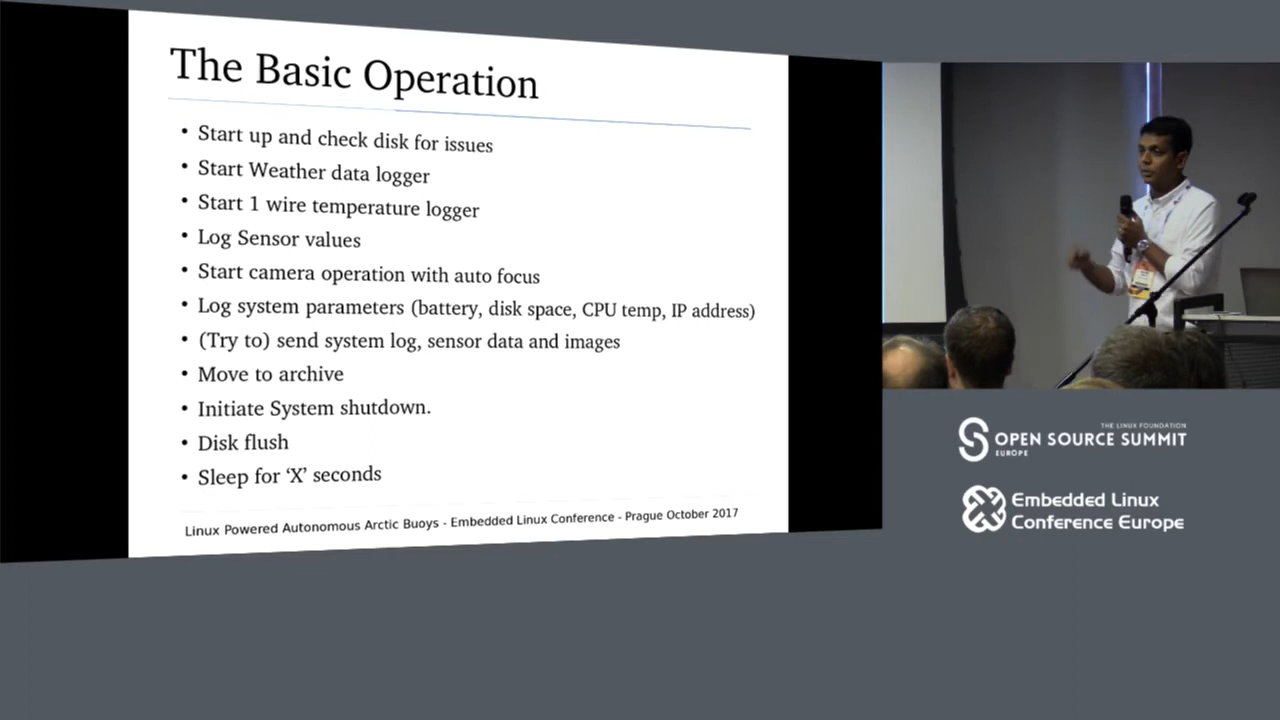 The Basic Operation
• Start up and check disk for issues
• Start Weather data logger
• Start 1 wire temperature logger
• Log Sensor values
• Start camera operation with auto focus
• Log system parameters (battery, disk space, CPU temp, IP address)
• (Try to) send system log, sensor data and images
• Move to archive
• Initiate System shutdown.
• Disk flush
• Sleep for ‘X’ seconds
Linux Powered Autonomous Arctic Buoys - Embedded Linux Conference - Prague October 2017
THE LINUX FOUNDATION
OPEN SOURCE SUMMIT
EUROPE
Embedded Linux
Conference Europe